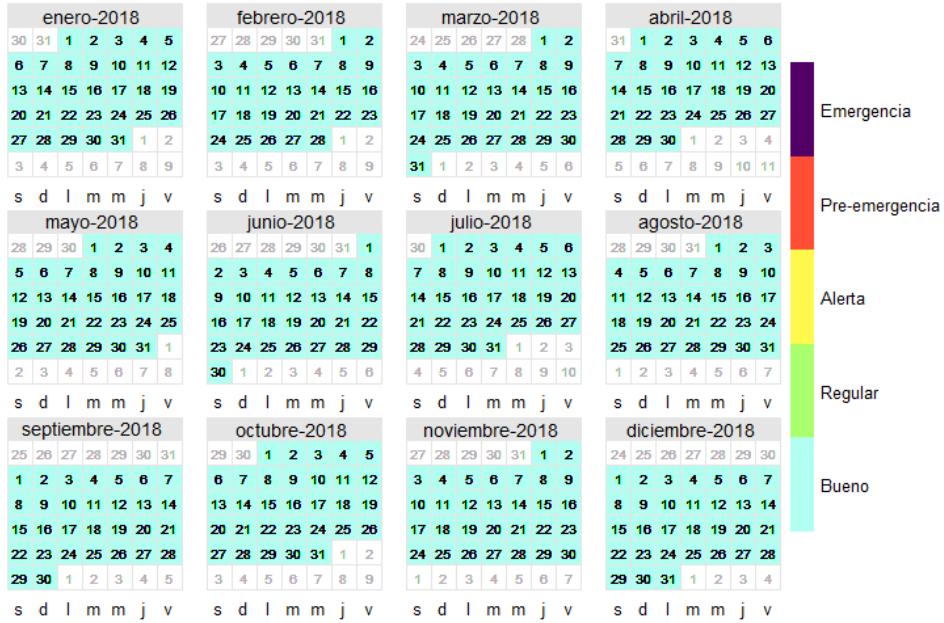 enero-2018
30 31 1 2 3 4 5
6 7 8 9 10 11 12
13 14 15 16 17 18 19
20 21 22 23 24 25 26
27 28 29 30 31 1 2
3 4 5 6 7 8 9
s d l m m j v
febrero-2018
27 28 29 30 31 1 2
3 4 5 6 7 8 9
10 11 12 13 14 15 16
17 18 19 20 21 22 23
24 25 26 27 28 1 2
3 4 5 6 7 8 9
s d l m m j v
marzo-2018
24 25 26 27 28 1 2
3 4 5 6 7 8 9
10 11 12 13 14 15 16
17 18 19 20 21 22 23
24 25 26 27 28 29 30
31 1 2 3 4 5 6
s d l m m j v
abril-2018
31 1 2 3 4 5 6
7 8 9 10 11 12 13
14 15 16 17 18 19 20
21 22 23 24 25 26 27
28 29 30 1 2 3 4
5 6 7 8 9 10 11
s d l m m j v
mayo-2018
28 29 30 1 2 3 4
5 6 7 8 9 10 11
12 13 14 15 16 17 18
19 20 21 22 23 24 25
26 27 28 29 30 31 1
2 3 4 5 6 7 8
s d l m m j v
junio-2018
26 27 28 29 30 31 1
2 3 4 5 6 7 8
9 10 11 12 13 14 15
16 17 18 19 20 21 22
23 24 25 26 27 28 29
30 1 2 3 4 5 6
s d l m m j v
julio-2018
30 1 2 3 4 5 6
7 8 9 10 11 12 13
14 15 16 17 18 19 20
21 22 23 24 25 26 27
28 29 30 31 1 2 3
4 5 6 7 8 9 10
s d l m m j v
agosto-2018
28 29 30 31 1 2 3
4 5 6 7 8 9 10
11 12 13 14 15 16 17
18 19 20 21 22 23 24
25 26 27 28 29 30 31
1 2 3 4 5 6 7
s d l m m j v
septiembre-2018
25 26 27 28 29 30 31
1 2 3 4 5 6 7
8 9 10 11 12 13 14
15 16 17 18 19 20 21
22 23 24 25 26 27 28
29 30 1 2 3 4 5
s d l m m j v
octubre-2018
29 30 1 2 3 4 5
6 7 8 9 10 11 12
13 14 15 16 17 18 19
20 21 22 23 24 25 26
27 28 29 30 31 1 2
3 4 5 6 7 8 9
s d l m m j v
noviembre-2018
27 28 29 30 31 1 2
3 4 5 6 7 8 9
10 11 12 13 14 15 16
17 18 19 20 21 22 23
24 25 26 27 28 29 30
1 2 3 4 5 6 7
s d l m m j v
diciembre-2018
24 25 26 27 28 29 30
1 2 3 4 5 6 7
8 9 10 11 12 13 14
15 16 17 18 19 20 21
22 23 24 25 26 27 28
29 30 31 1 2 3 4
s d l m m j v
Emergencia
Pre-emergencia
Alerta
Regular
Bueno